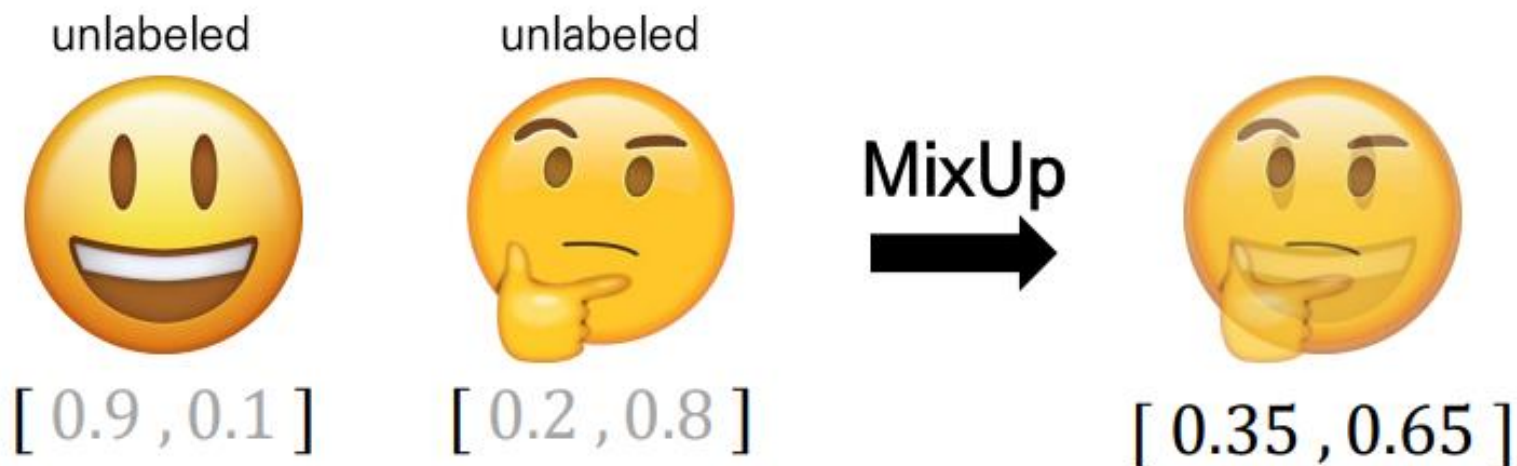 unlabeled
unlabeled
MixUp
[ 0.9 , 0.1 ]
[ 0.2 , 0.8 ]
[ 0.35 , 0.65 ]